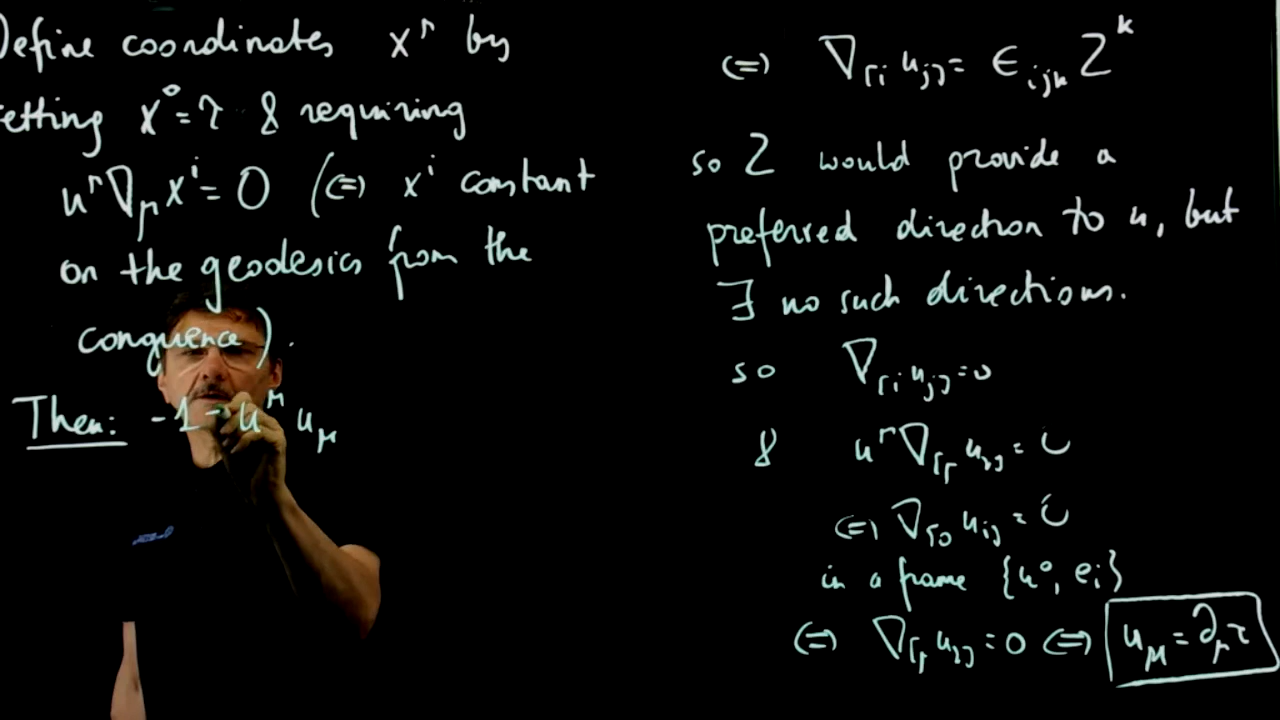 Define coordinates x^μ by
setting x^0 = τ & requiring
u^μ ∇_μ x^i = 0 (⇔ x^i constant
on the geodesics from the
conguence).
Then: -1 = u^μ u_μ
⇔ ∇_[i u_j] = ϵ_ijk Z^k
so Z would provide a
preferred direction to u, but
∃ no such directions.
so ∇_[i u_j] = 0
& u^μ ∇_[μ u_ν] = 0
⇔ ∇_[0 u_i] = 0
in a frame {u^0, e_i}
⇔ ∇_[μ u_ν] = 0 ⇔ u_μ = ∂_μ τ